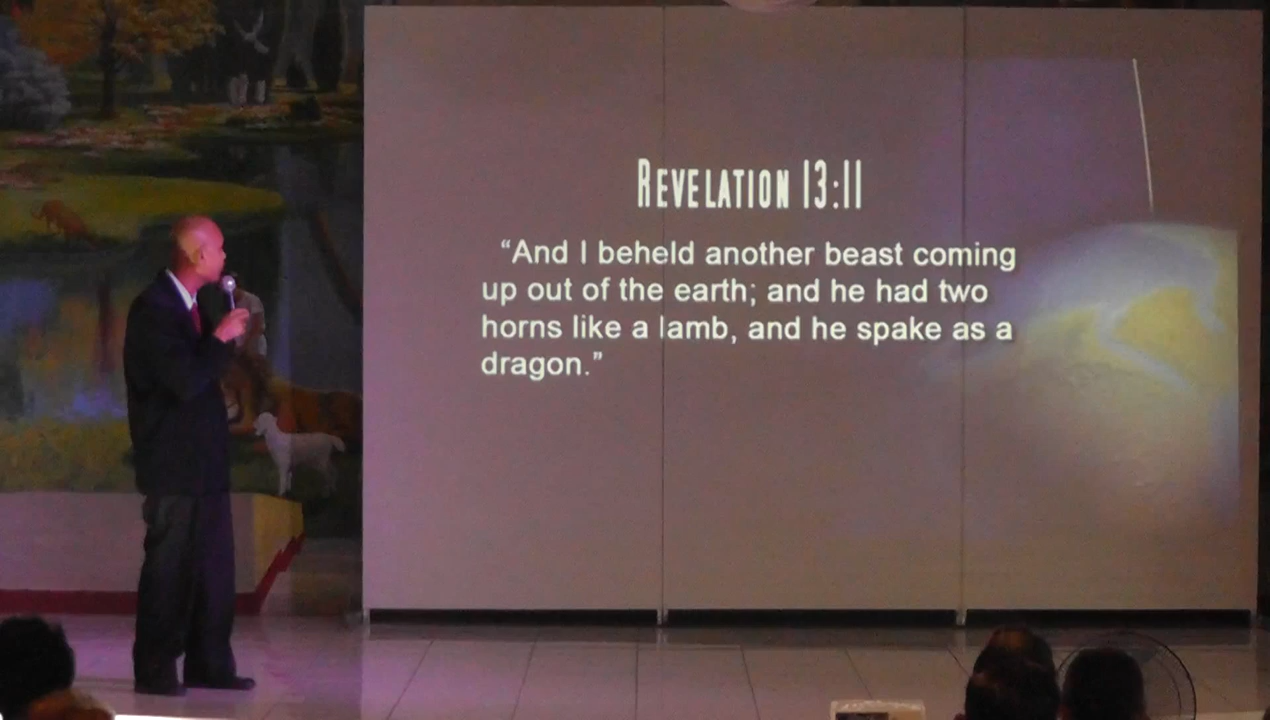 REVELATION 13:11
“And I beheld another beast coming
up out of the earth; and he had two
horns like a lamb, and he spake as a
dragon.”